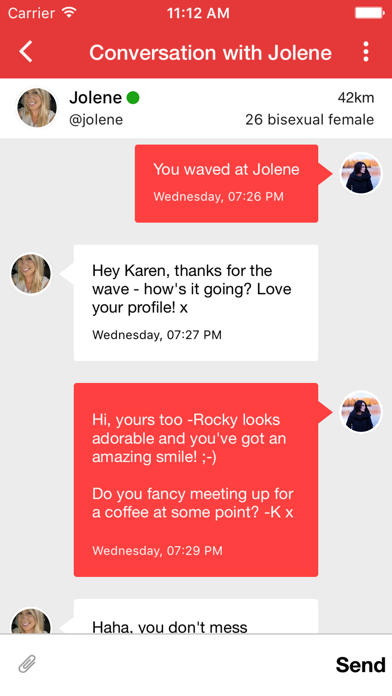 Carrier 11:12 AM
Conversation with Jolene
Jolene 42km
@jolene 26 bisexual female
You waved at Jolene
Wednesday, 07:26 PM
Hey Karen, thanks for the
wave - how's it going? Love
your profile! x
Wednesday, 07:27 PM
Hi, yours too -Rocky looks
adorable and you've got an
amazing smile! ;-)
Do you fancy meeting up for
a coffee at some point? -K x
Wednesday, 07:29 PM
Haha, you don't mess
Send